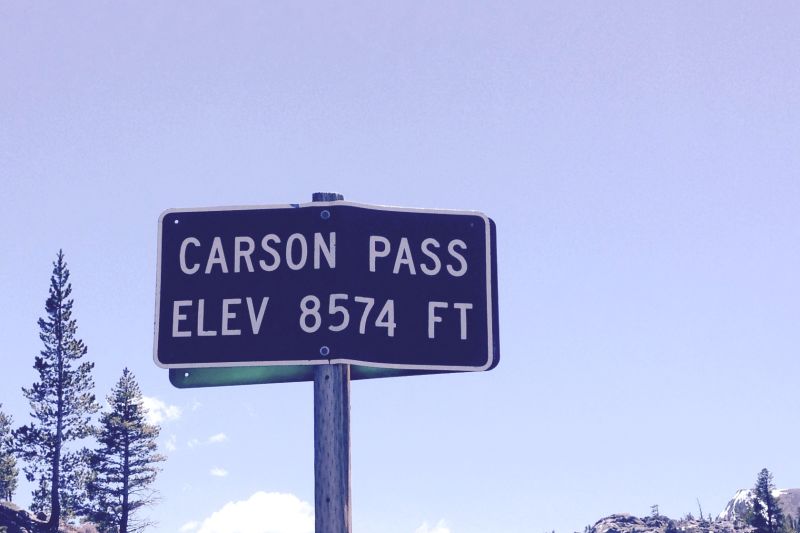 CARSON PASS
ELEV 8574 FT